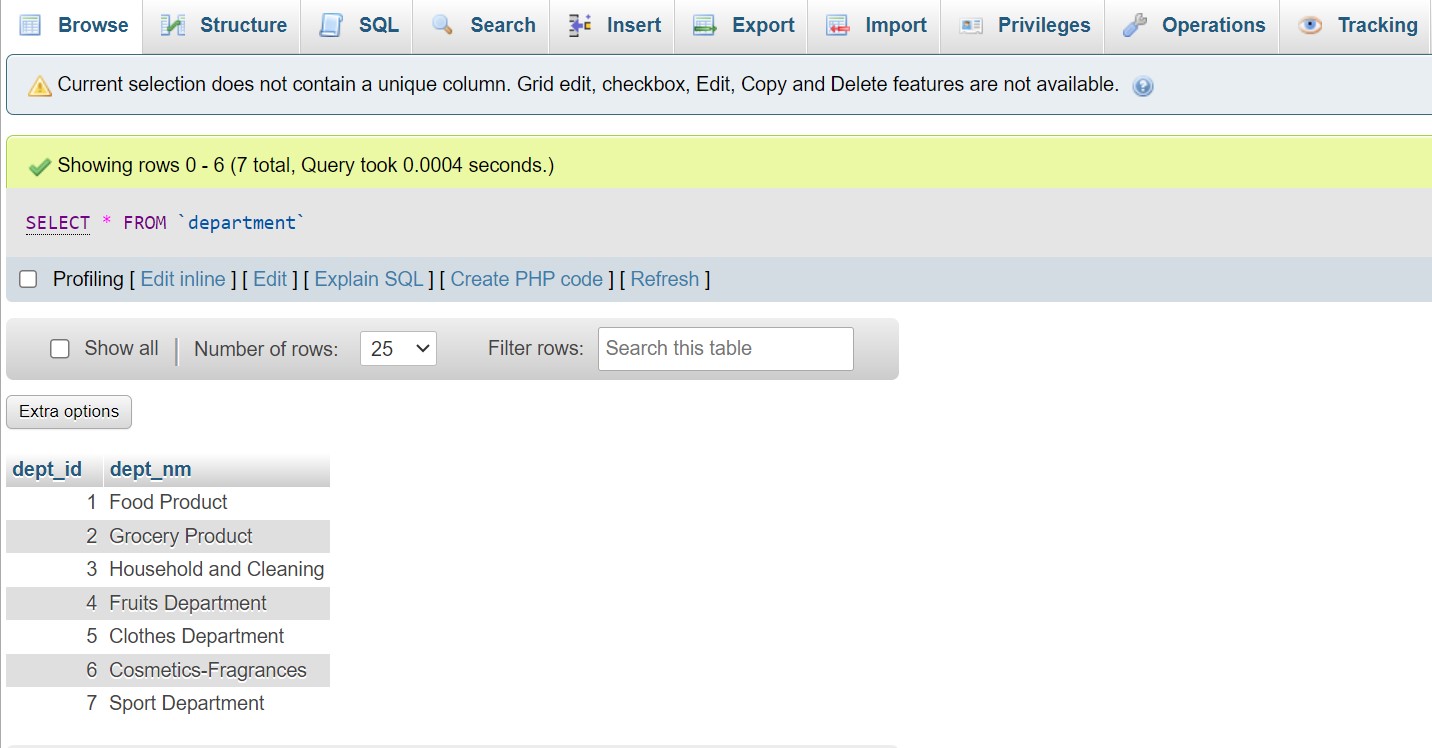 Browse Structure SQL Search Insert Export Import Privileges Operations Tracking
Current selection does not contain a unique column. Grid edit, checkbox, Edit, Copy and Delete features are not available.
Showing rows 0 - 6 (7 total, Query took 0.0004 seconds.)
SELECT * FROM `department`
Profiling [ Edit inline ] [ Edit ] [ Explain SQL ] [ Create PHP code ] [ Refresh ]
Show all | Number of rows: 25 Filter rows: Search this table
Extra options
dept_id dept_nm
1 Food Product
2 Grocery Product
3 Household and Cleaning
4 Fruits Department
5 Clothes Department
6 Cosmetics-Fragrances
7 Sport Department